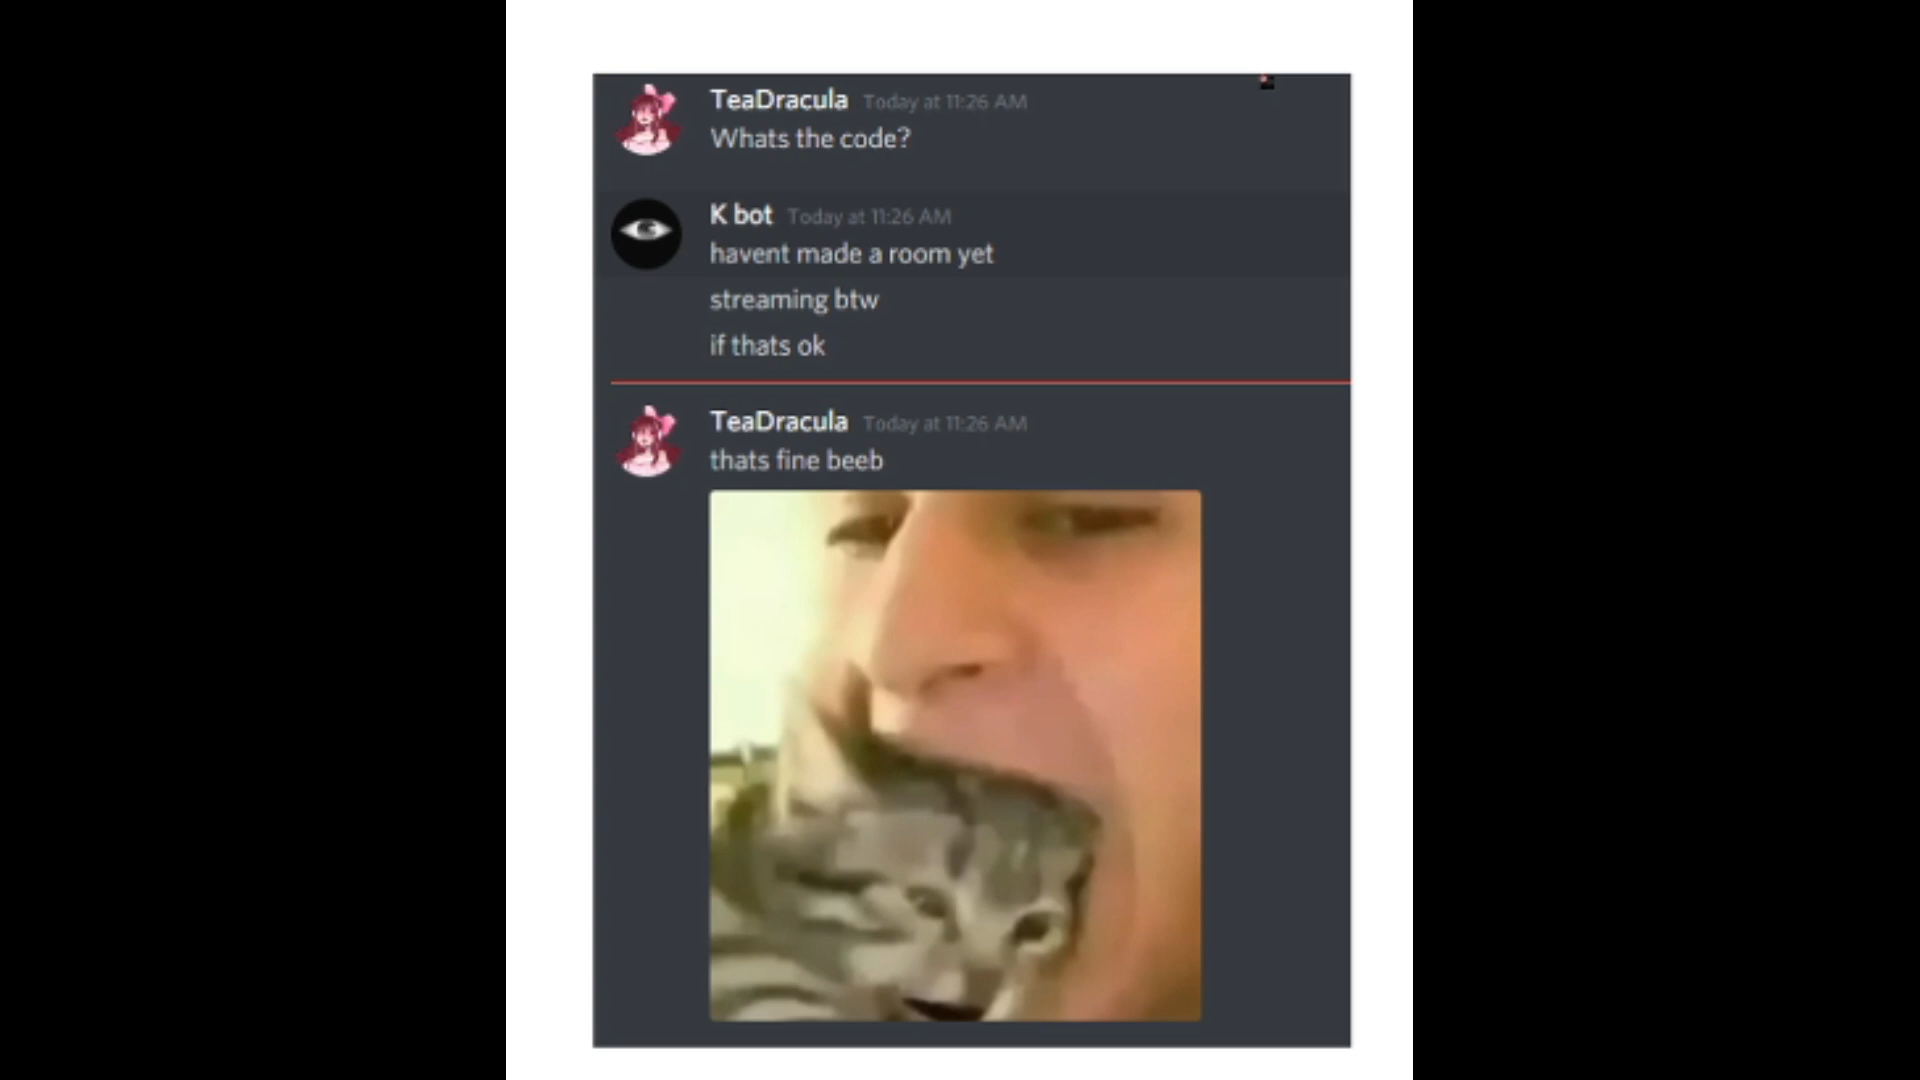 TeaDracula Today at 11:26 AM
Whats the code?
K bot Today at 11:26 AM
havent made a room yet
streaming btw
if thats ok
TeaDracula Today at 11:26 AM
thats fine beeb